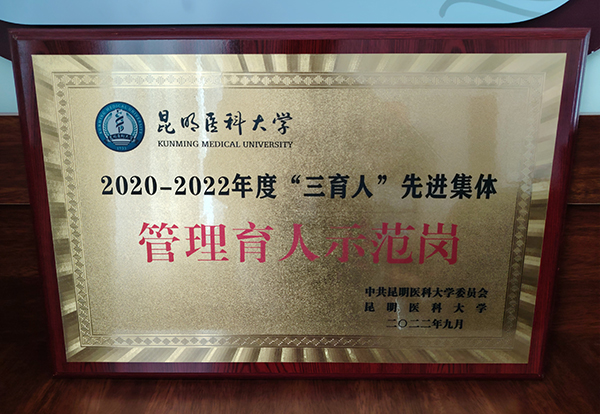 昆明医科大学
KUNMING MEDICAL UNIVERSITY
2020-2022年度“三育人”先进集体
管理育人示范岗
中共昆明医科大学委员会
昆明医科大学
二〇二二年九月